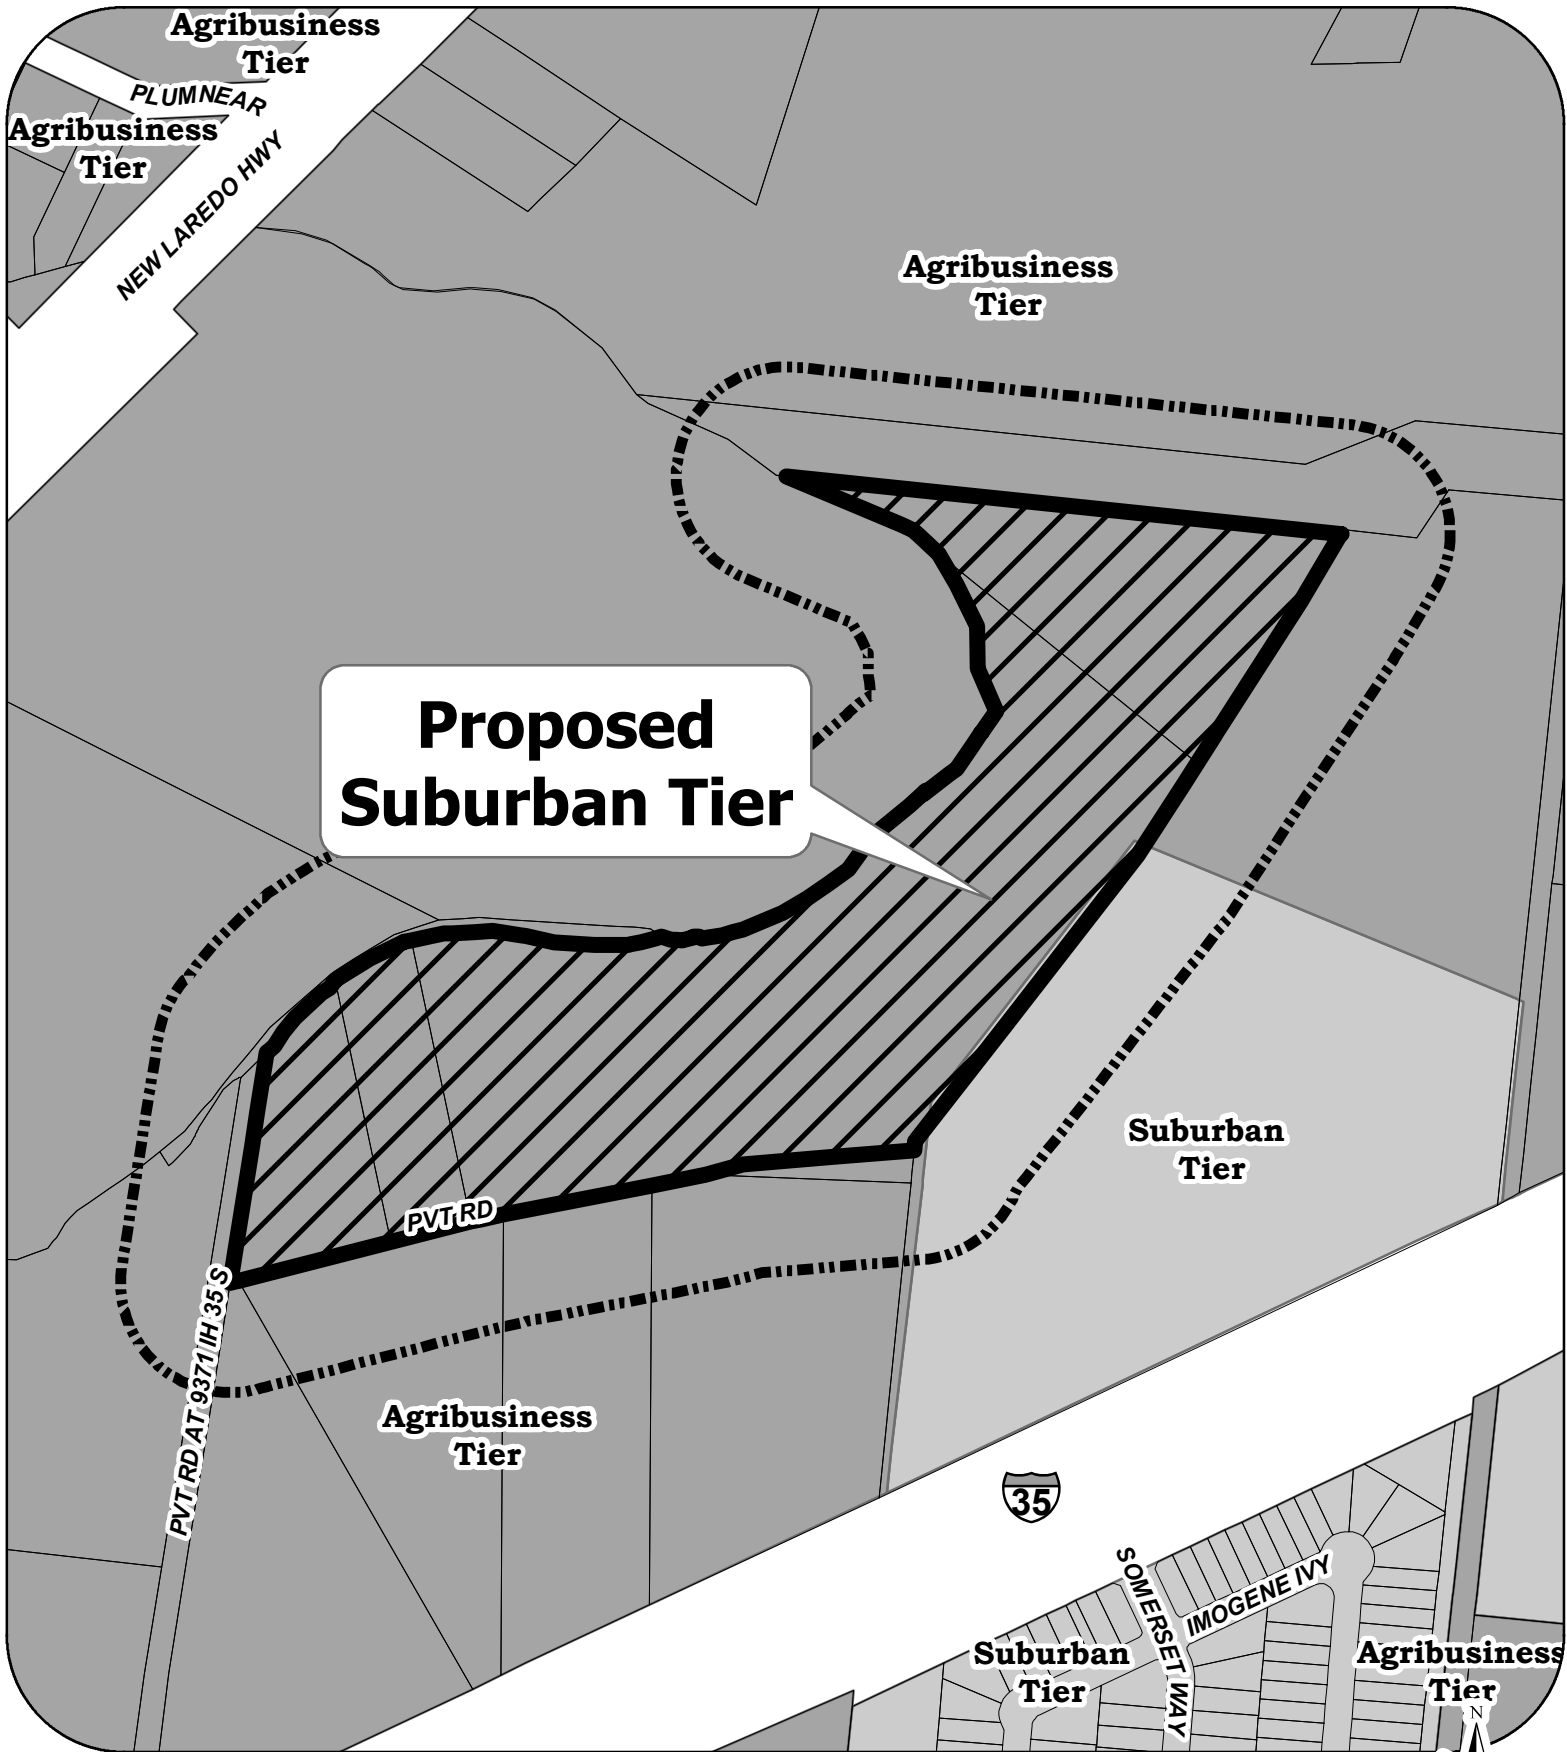 Agribusiness
Tier
PLUMNEAR
Agribusiness
Tier
NEW LAREDO HWY
Agribusiness
Tier
Proposed
Suburban Tier
Suburban
Tier
PVT RD
PVT RD AT 9371 IH 35 S
Agribusiness
Tier
35
SOMERSET WAY
IMOGENE IVY
Suburban
Tier
Agribusiness
Tier
N